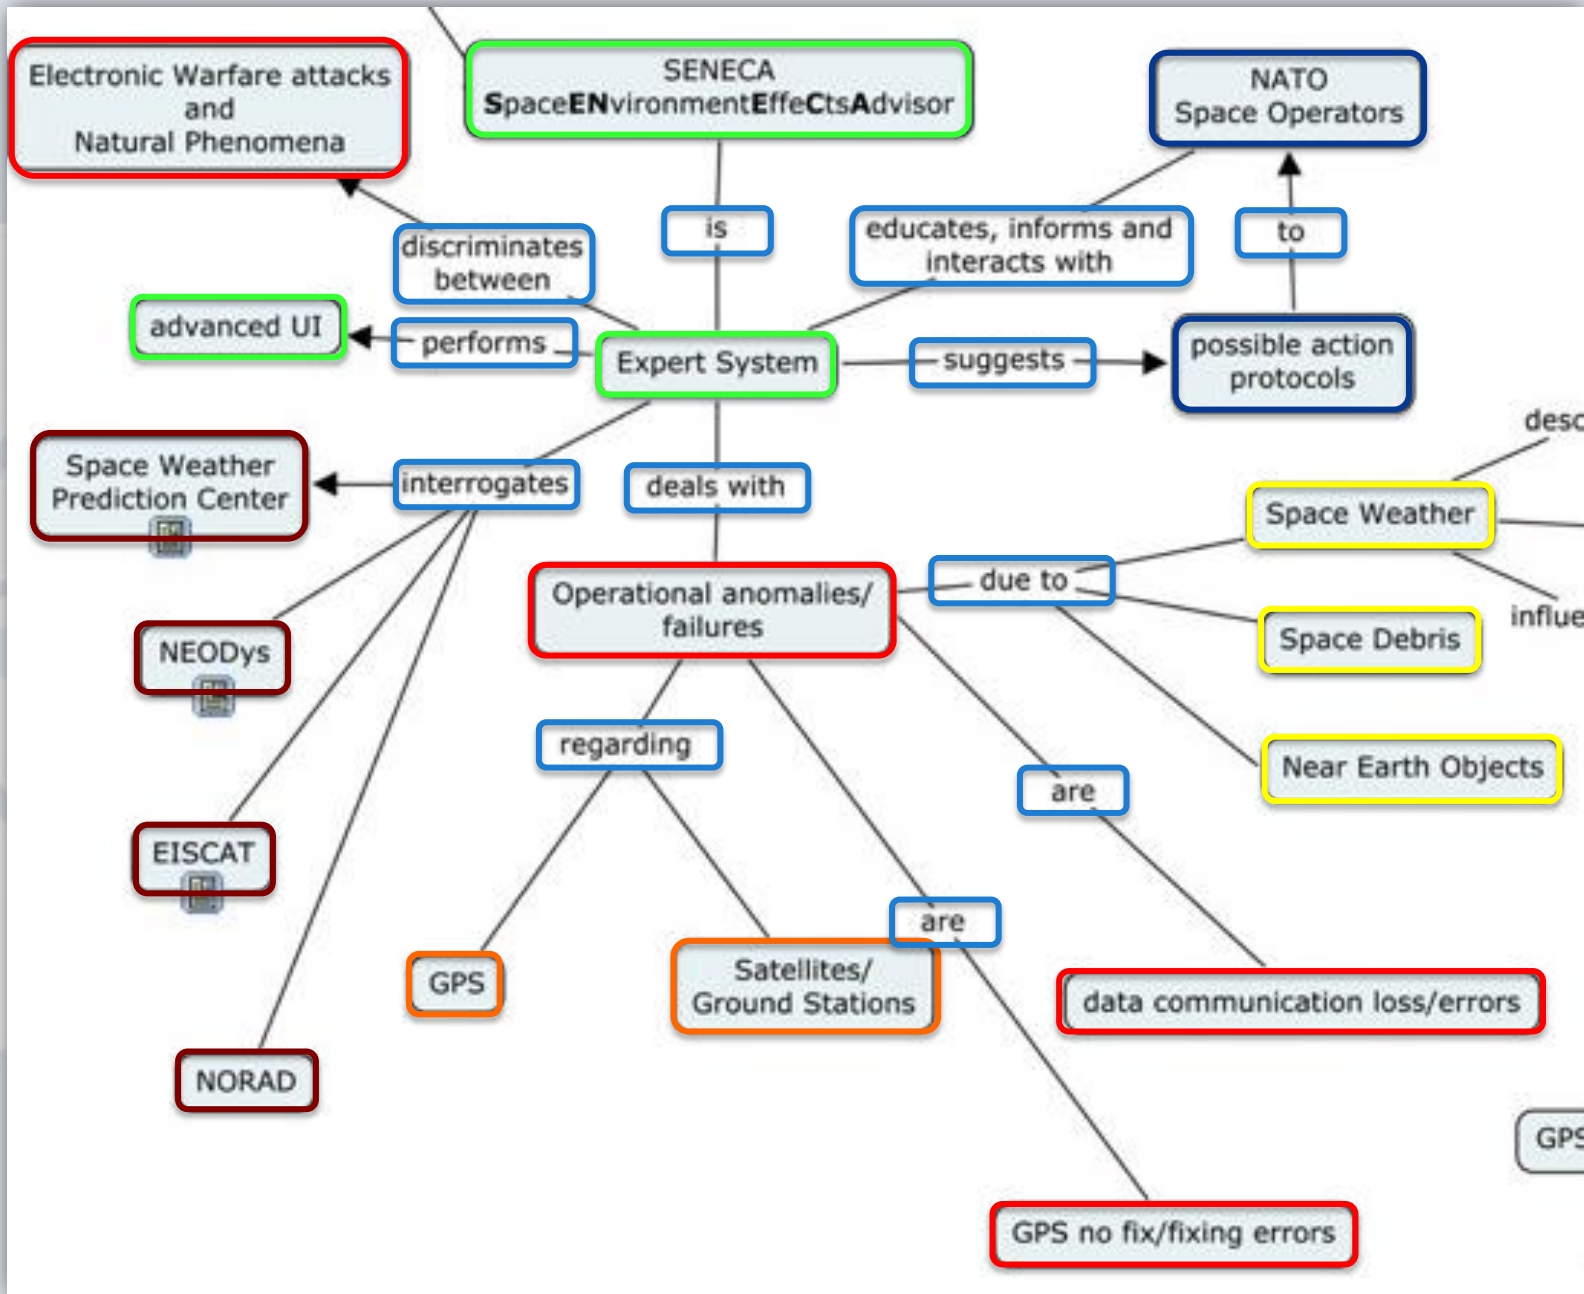 Electronic Warfare attacks
and
Natural Phenomena
SENECA
SpaceENvironmentEffeCtsAdvisor
NATO
Space Operators
discriminates
between
is
educates, informs and
interacts with
to
advanced UI
performs
Expert System
suggests
possible action
protocols
desc
Space Weather
Prediction Center
interrogates
deals with
Space Weather
Operational anomalies/
failures
due to
influe
Space Debris
NEODys
regarding
are
Near Earth Objects
EISCAT
are
GPS
Satellites/
Ground Stations
data communication loss/errors
NORAD
GPS
GPS no fix/fixing errors